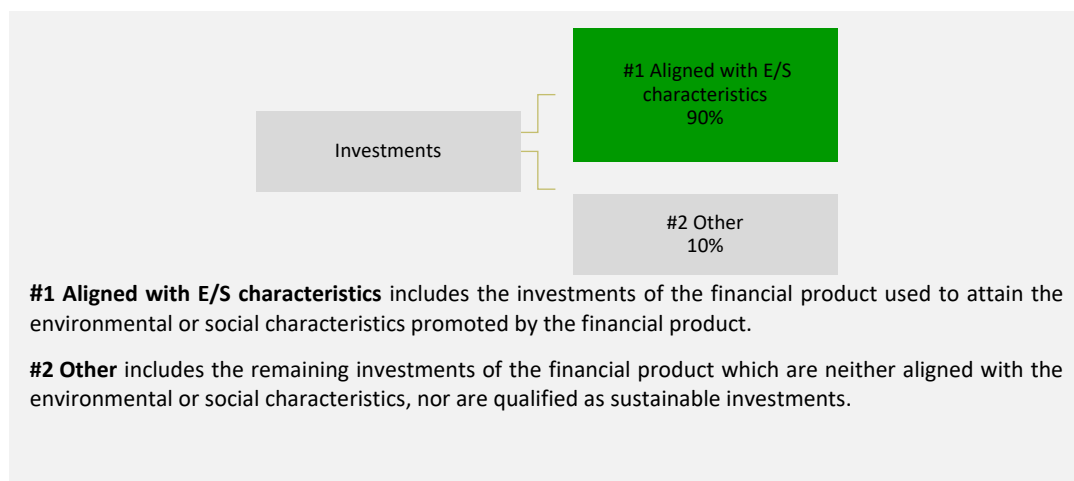 #1 Aligned with E/S
characteristics
90%
Investments
#2 Other
10%
#1 Aligned with E/S characteristics includes the investments of the financial product used to attain the
environmental or social characteristics promoted by the financial product.
#2 Other includes the remaining investments of the financial product which are neither aligned with the
environmental or social characteristics, nor are qualified as sustainable investments.